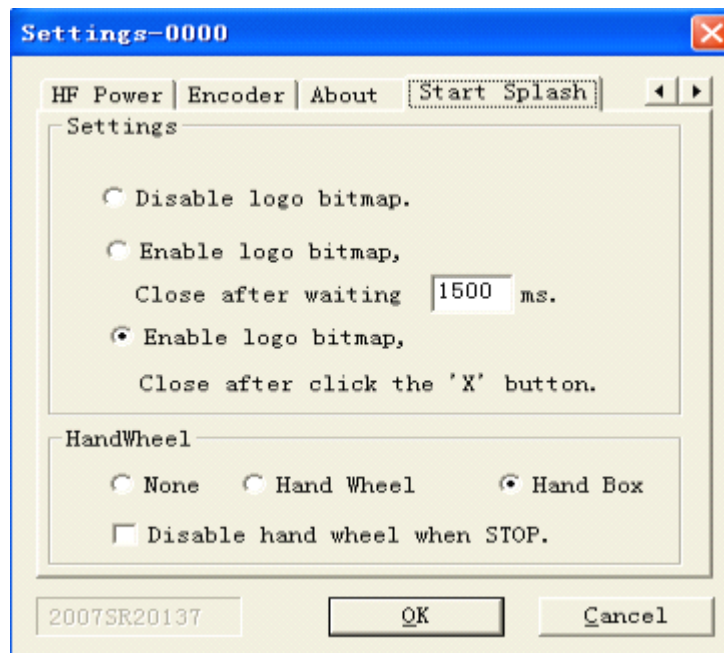 Settings-0000
HF Power Encoder About Start Splash
Settings
Disable logo bitmap.
Enable logo bitmap,
Close after waiting 1500 ms.
Enable logo bitmap,
Close after click the 'X' button.
HandWheel
None Hand Wheel Hand Box
Disable hand wheel when STOP.
2007SR20137 OK Cancel